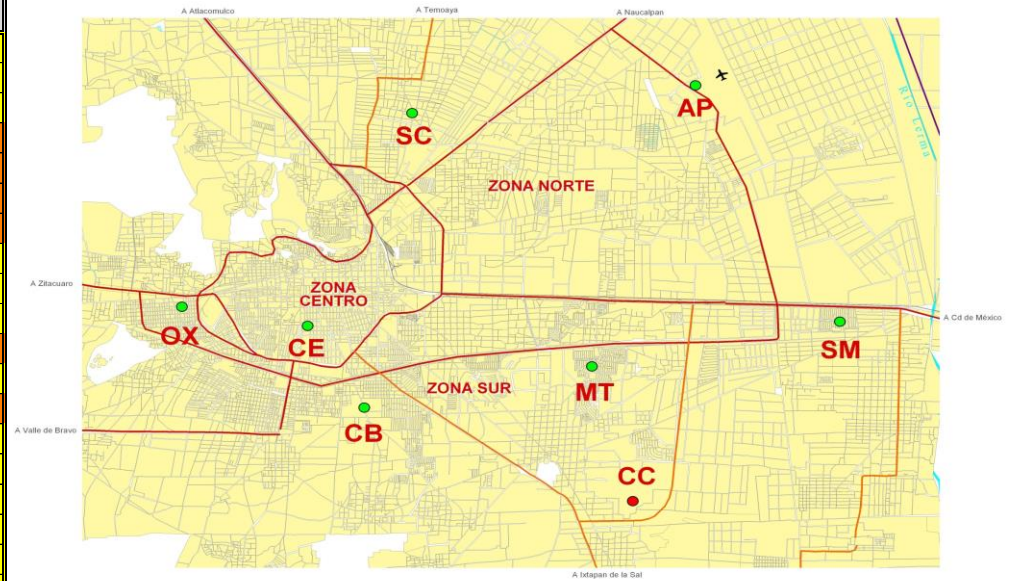 A Atlacomulco
A Temoaya
A Naucalpan
AP
Rio Lerma
SC
ZONA NORTE
A Zitacuaro
ZONA
CENTRO
A Cd de México
OX
CE
SM
ZONA SUR
MT
A Valle de Bravo
CB
CC
A Ixtapan de la Sal